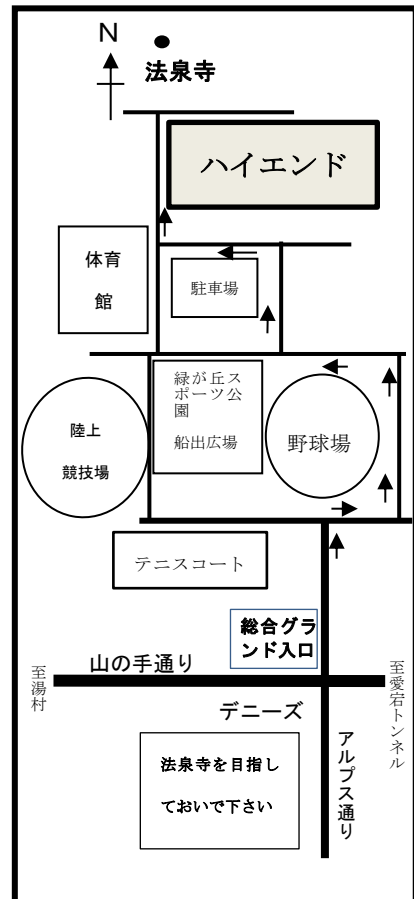 N
法泉寺
ハイエンド
体育
館
駐車場
緑が丘ス
ポーツ公
園
船出広場
野球場
陸上
競技場
テニスコート
総合グラ
ンド入口
山の手通り
至湯村
至愛宕トンネル
デニーズ
アルプス通り
法泉寺を目指し
ておいで下さい